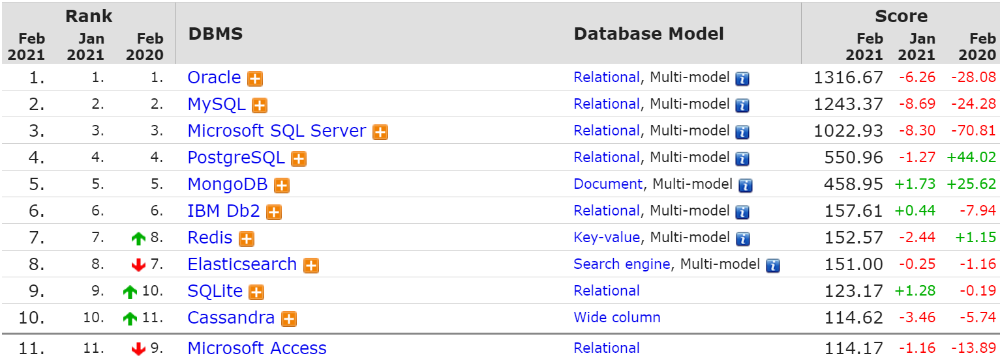 Rank Score
Feb 2021 Jan 2021 Feb 2020 DBMS Database Model Feb 2021 Jan 2021 Feb 2020
1. 1. 1. Oracle Relational, Multi-model 1316.67 -6.26 -28.08
2. 2. 2. MySQL Relational, Multi-model 1243.37 -8.69 -24.28
3. 3. 3. Microsoft SQL Server Relational, Multi-model 1022.93 -8.30 -70.81
4. 4. 4. PostgreSQL Relational, Multi-model 550.96 -1.27 +44.02
5. 5. 5. MongoDB Document, Multi-model 458.95 +1.73 +25.62
6. 6. 6. IBM Db2 Relational, Multi-model 157.61 +0.44 -7.94
7. 7. 8. Redis Key-value, Multi-model 152.57 -2.44 +1.15
8. 8. 7. Elasticsearch Search engine, Multi-model 151.00 -0.25 -1.16
9. 9. 10. SQLite Relational 123.17 +1.28 -0.19
10. 10. 11. Cassandra Wide column 114.62 -3.46 -5.74
11. 11. 9. Microsoft Access Relational 114.17 -1.16 -13.89